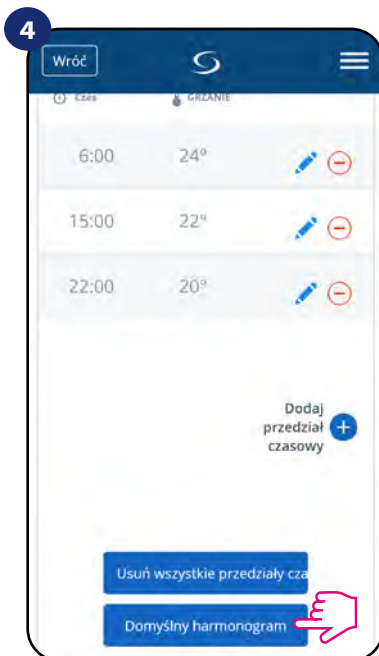 4
Wróć
Czas GRZANIE
6:00 24°
15:00 22°
22:00 20°
Dodaj
przedział
czasowy
Usuń wszystkie przedziały cza
Domyślny harmonogram